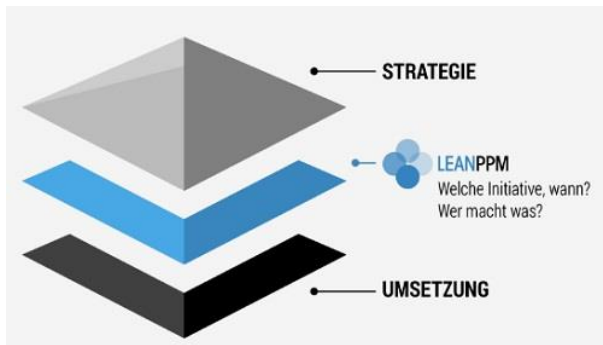 STRATEGIE
LEANPPM
Welche Initiative, wann?
Wer macht was?
UMSETZUNG